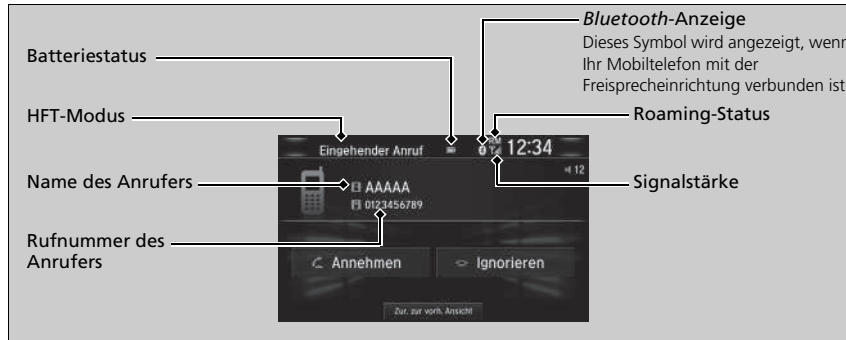 Bluetooth-Anzeige
Dieses Symbol wird angezeigt, wenn
Ihr Mobiltelefon mit der
Freisprecheinrichtung verbunden ist
Batteriestatus
HFT-Modus
Roaming-Status
Name des Anrufers
Signalstärke
Rufnummer des
Anrufers
Eingehender Anruf
RM
12:34
12
AAAAA
0123456789
Annehmen
Ignorieren
Zur. zur vorh. Ansicht